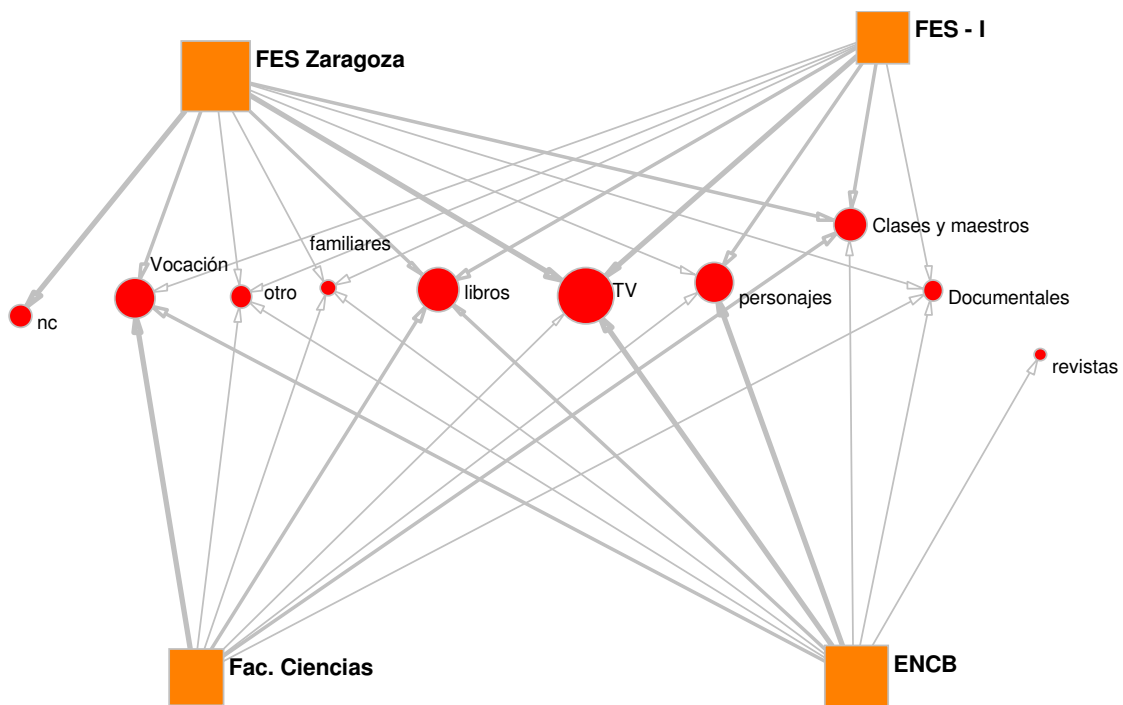 FES - I
FES Zaragoza
Clases y maestros
familiares
Vocación
otro
libros
TV
personajes
Documentales
nc
revistas
Fac. Ciencias
ENCB